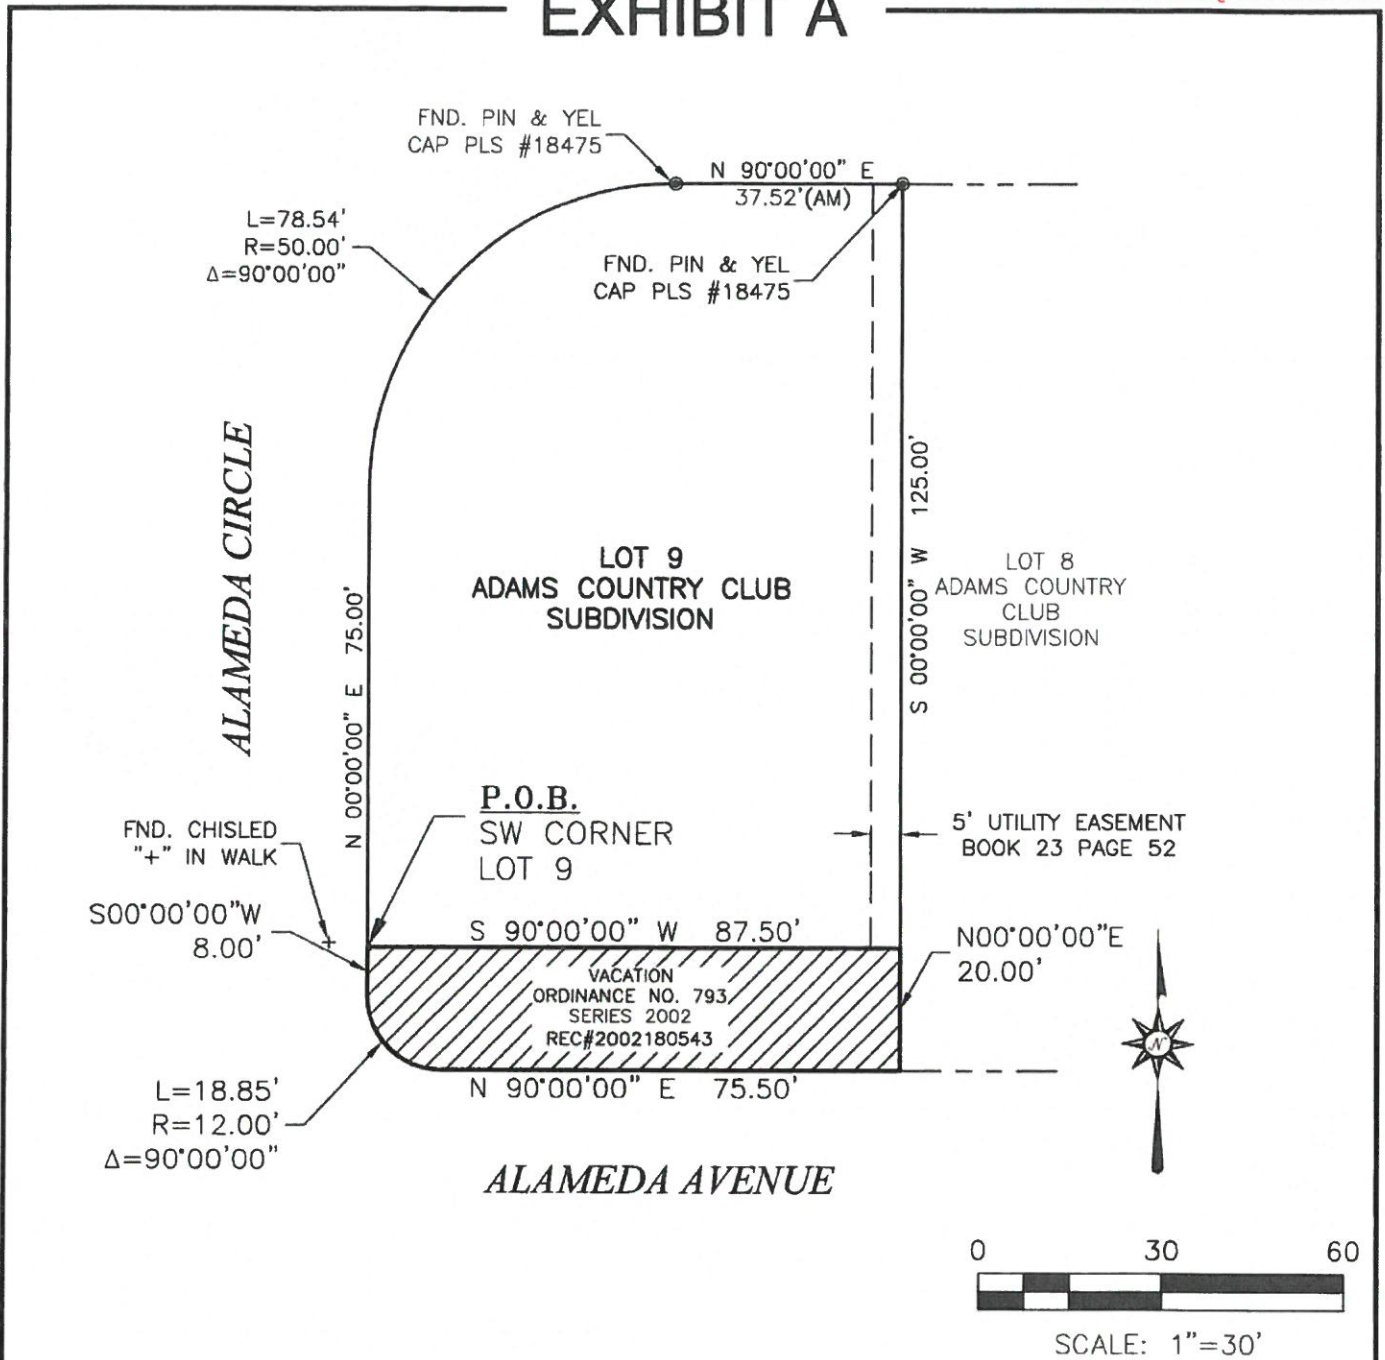 EXHIBIT A
FND. PIN & YEL
CAP PLS #18475
N 90°00'00" E
37.52'(AM)
L=78.54'
R=50.00'
Δ=90°00'00"
FND. PIN & YEL
CAP PLS #18475
ALAMEDA CIRCLE
N 00°00'00" E 75.00'
LOT 9
ADAMS COUNTRY CLUB
SUBDIVISION
S 00°00'00" W 125.00'
LOT 8
ADAMS COUNTRY
CLUB
SUBDIVISION
P.O.B.
SW CORNER
LOT 9
FND. CHISLED
"+" IN WALK
5' UTILITY EASEMENT
BOOK 23 PAGE 52
S00°00'00"W
8.00'
S 90°00'00" W 87.50'
N00°00'00"E
20.00'
VACATION
ORDINANCE NO. 793
SERIES 2002
REC#2002180543
N
N 90°00'00" E 75.50'
L=18.85'
R=12.00'
Δ=90°00'00"
ALAMEDA AVENUE
0 30 60
SCALE: 1"=30'